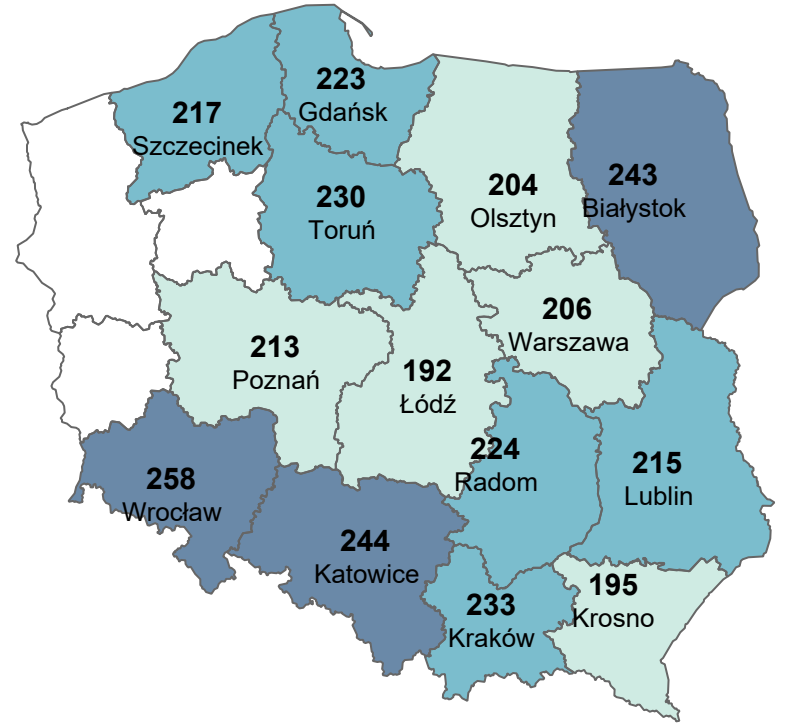 223
Gdańsk
217
Szczecinek
230
Toruń
204
Olsztyn
243
Białystok
206
Warszawa
213
Poznań
192
Łódź
224
Radom
215
Lublin
258
Wrocław
244
Katowice
233
Kraków
195
Krosno